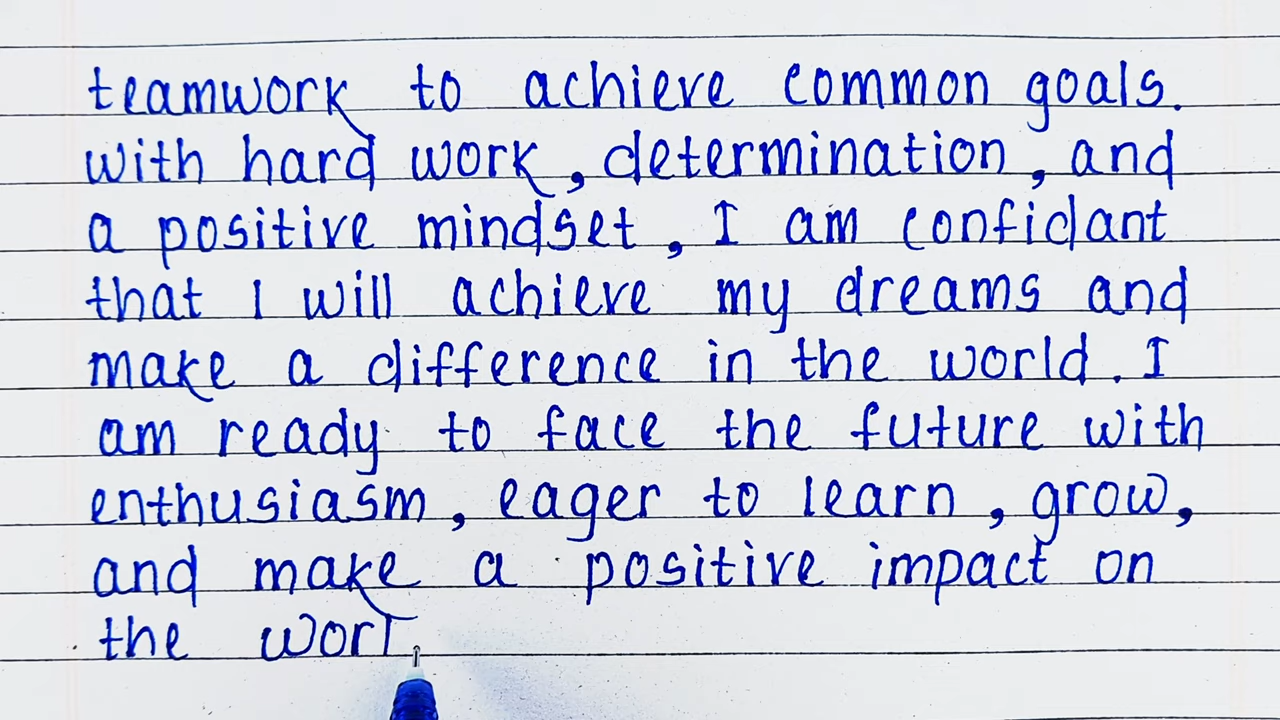 teamwork to achieve common goals.
with hard work, determination, and
a positive mindset, I am confidant
that I will achieve my dreams and
make a difference in the world. I
am ready to face the future with
enthusiasm, eager to learn, grow,
and make a positive impact on
the worl